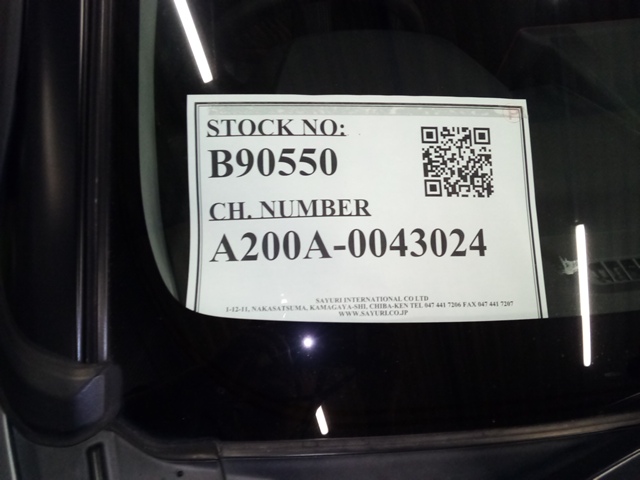 STOCK NO:
B90550
CH. NUMBER
A200A-0043024
SAYURI INTERNATIONAL CO LTD
1-12-11, NAKASATSUMA, KAMAGAYA-SHI, CHIBA-KEN TEL 047 441 7206 FAX 047 441 7207
WWW.SAYURI.CO.JP